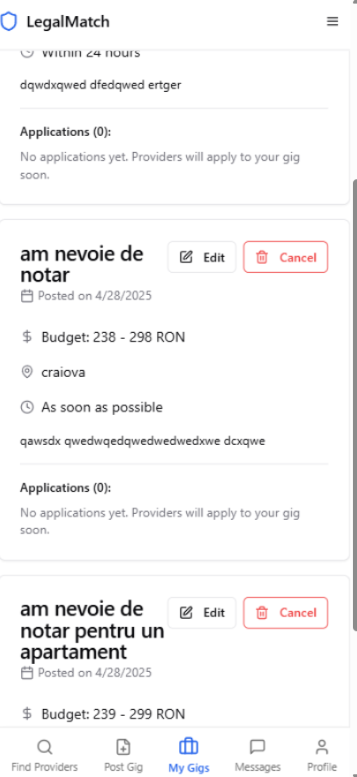 LegalMatch
Within 24 hours
dqwdxqwed dfedqwed ertger
Applications (0):
No applications yet. Providers will apply to your gig
soon.
am nevoie de
notar
Edit
Cancel
Posted on 4/28/2025
Budget: 238 - 298 RON
craiova
As soon as possible
qawsdx qwedwqedqwedwedwedxwe dcxqwe
Applications (0):
No applications yet. Providers will apply to your gig
soon.
am nevoie de
notar pentru un
apartament
Edit
Cancel
Posted on 4/28/2025
Budget: 239 - 299 RON
Find Providers
Post Gig
My Gigs
Messages
Profile